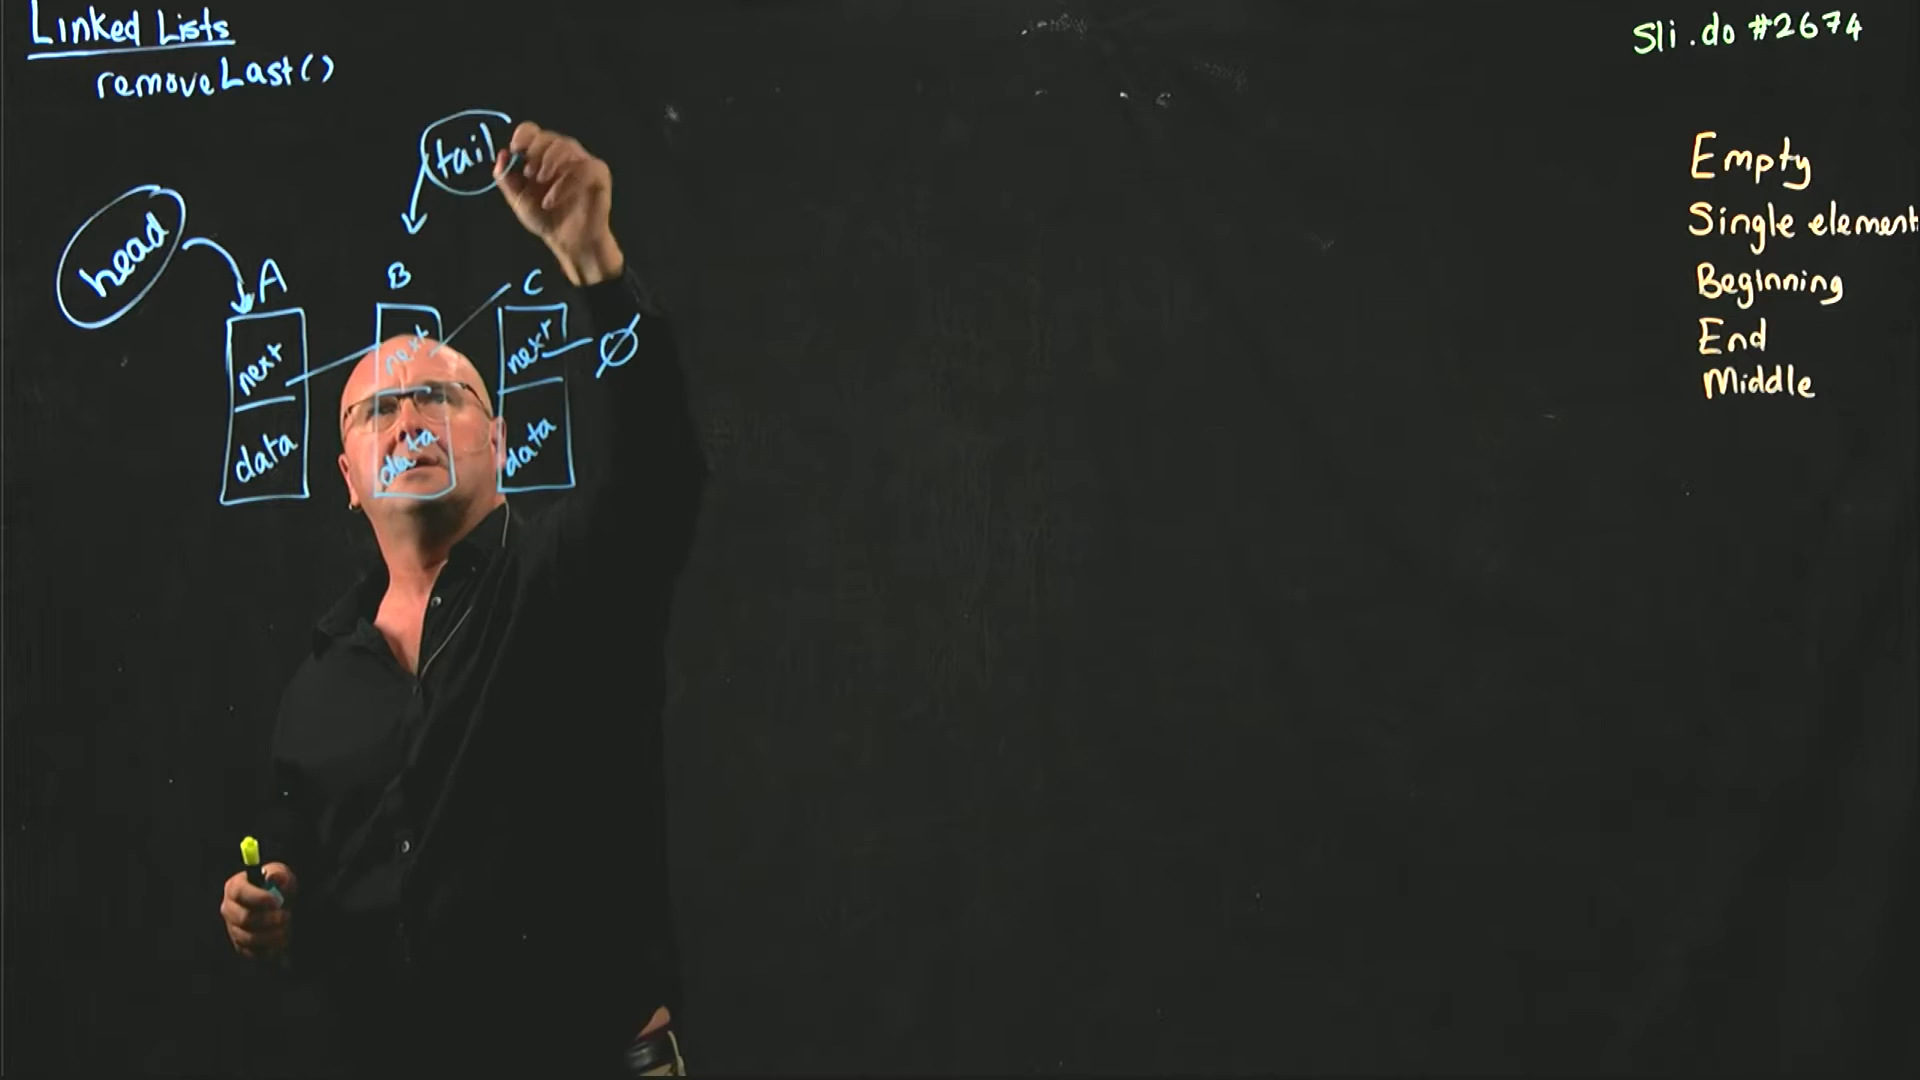 Linked Lists
removeLast()
Sli.do #2674
tail
head
A B C
next next next Ø
data data data
Empty
Single element
Beginning
End
Middle